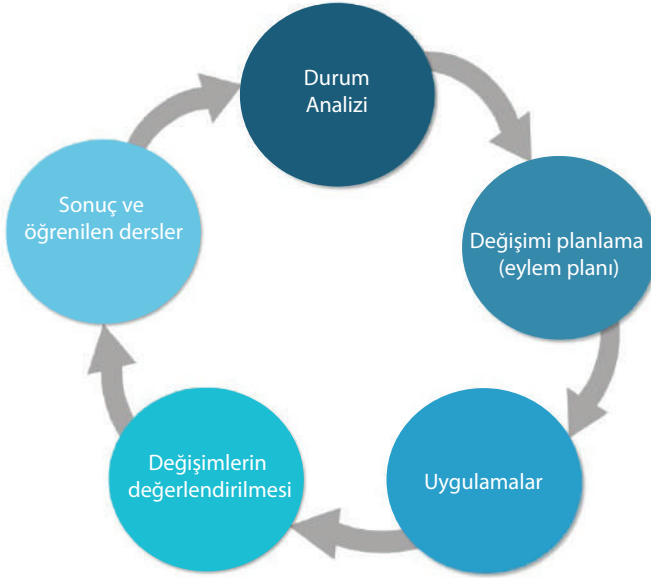 Durum
Analizi
Değişimi planlama
(eylem planı)
Uygulamalar
Değişimlerin
değerlendirilmesi
Sonuç ve
öğrenilen dersler